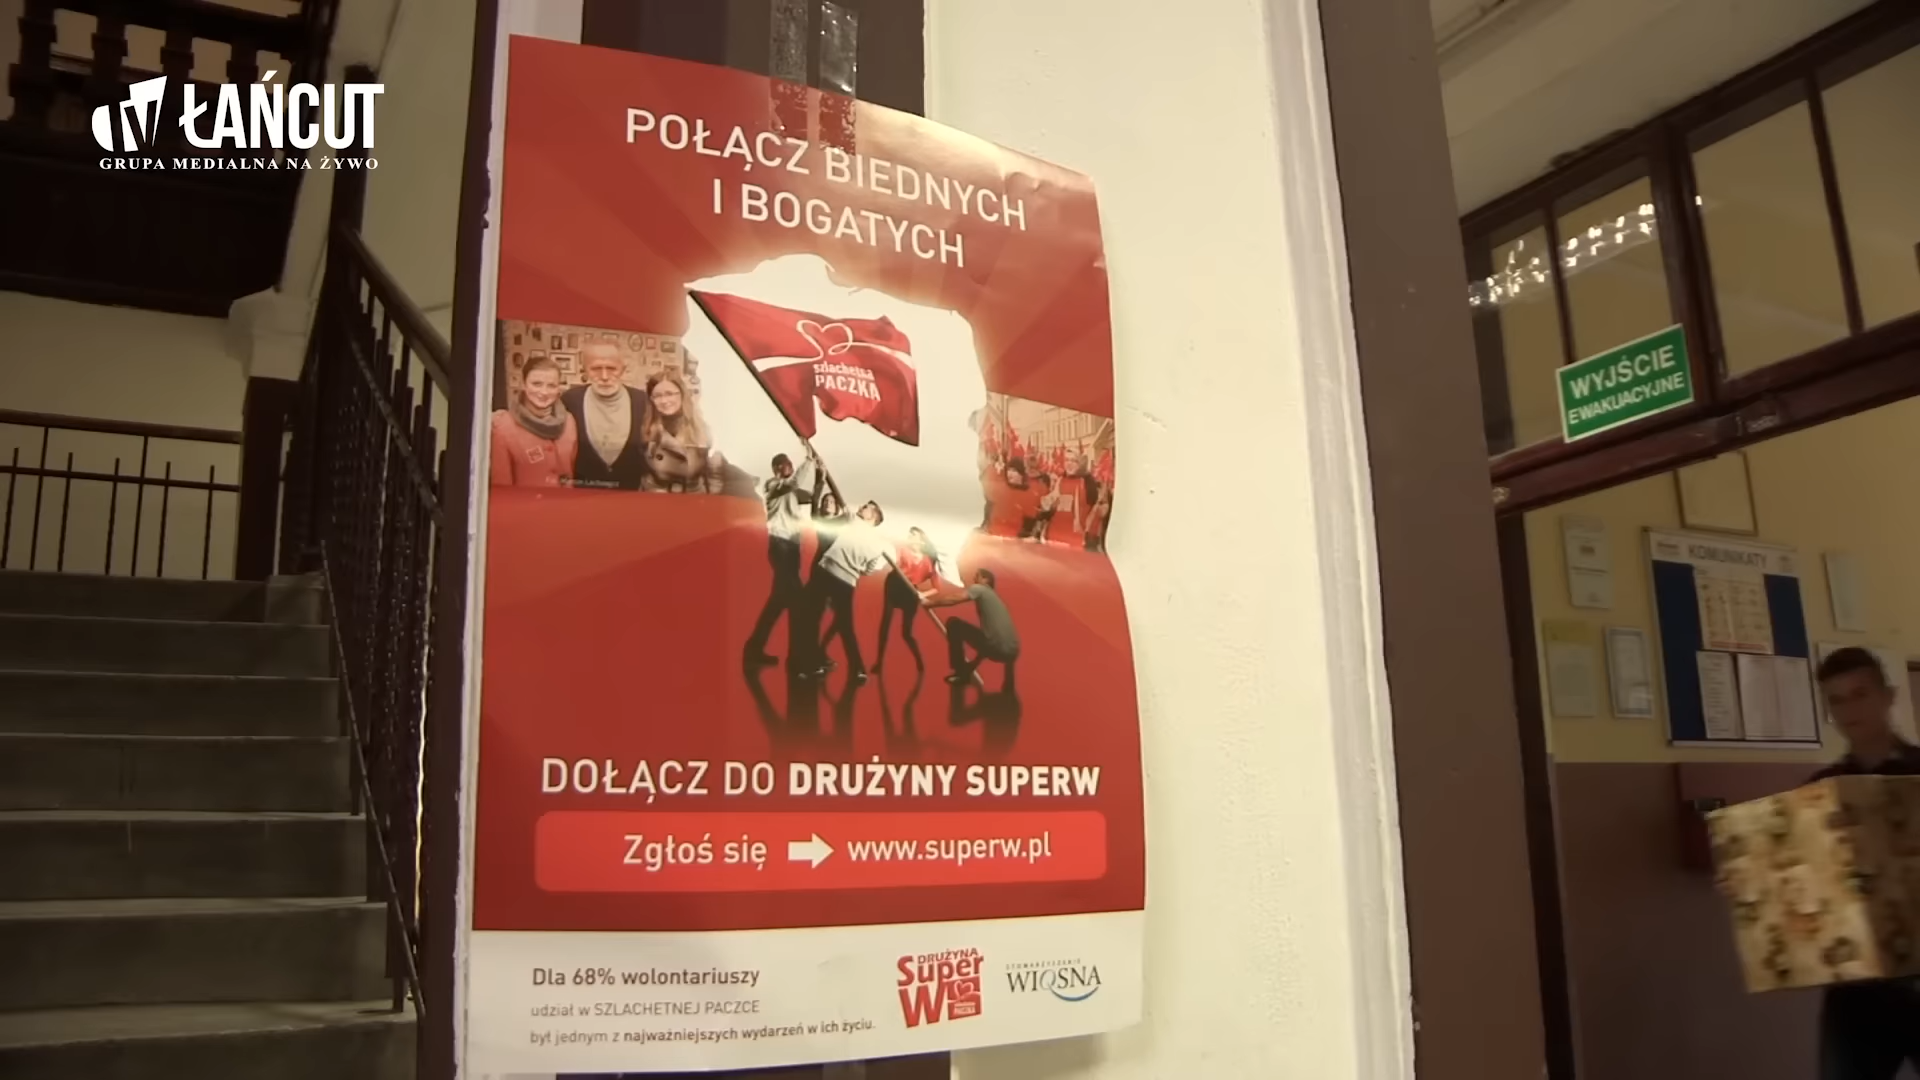 ŁAŃCUT
GRUPA MEDIALNA NA ŻYWO
POŁĄCZ BIEDNYCH
I BOGATYCH
szlachetna
PACZKA
DOŁĄCZ DO DRUŻYNY SUPERW
Zgłoś się www.superw.pl
Dla 68% wolontariuszy
udział w SZLACHETNEJ PACZCE
był jednym z najważniejszych wydarzeń w ich życiu.
DRUŻYNA
Super
W
STOWARZYSZENIE
WIOSNA
WYJŚCIE
EWAKUACYJNE
KOMUNIKATY